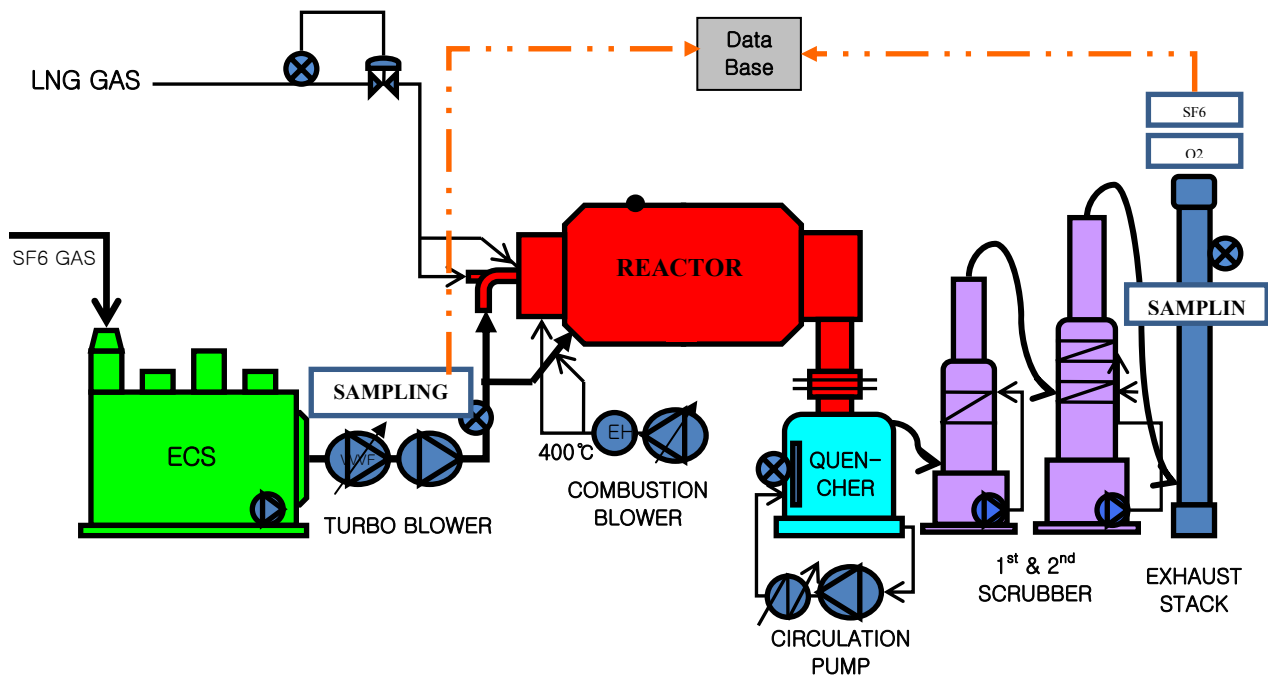 Data
Base
LNG GAS
SF6
O2
SF6 GAS
REACTOR
SAMPLIN
SAMPLING
ECS
VVVF
EH
400℃
QUEN-
CHER
TURBO BLOWER
COMBUSTION
BLOWER
1st & 2nd
SCRUBBER
EXHAUST
STACK
CIRCULATION
PUMP